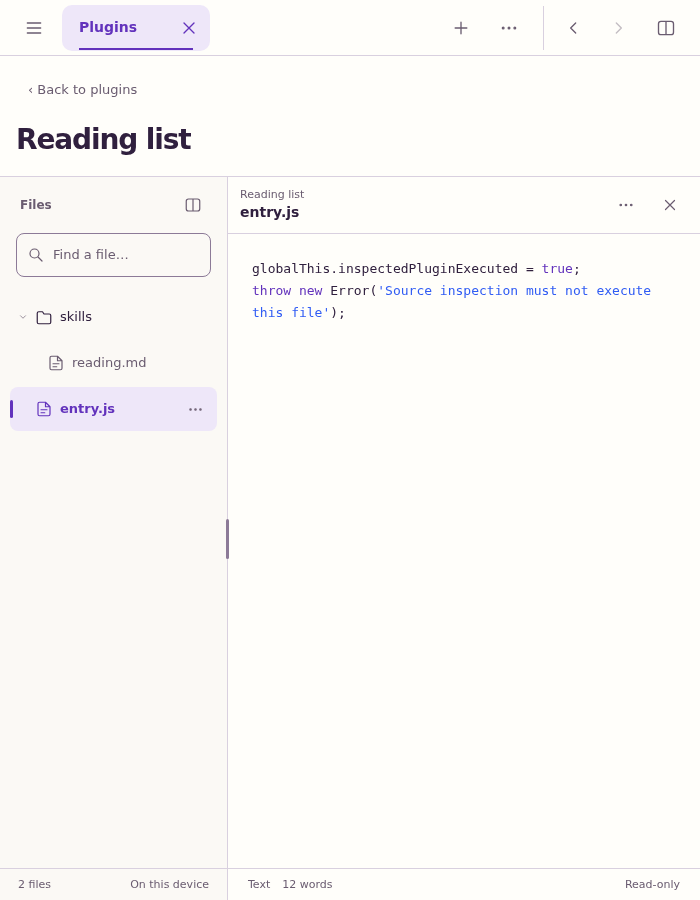 Plugins
‹ Back to plugins
Reading list
Files
Find a file…
skills
reading.md
entry.js
2 files
On this device
Reading list
entry.js
globalThis.inspectedPluginExecuted = true;
throw new Error('Source inspection must not execute
this file');
Text 12 words
Read-only